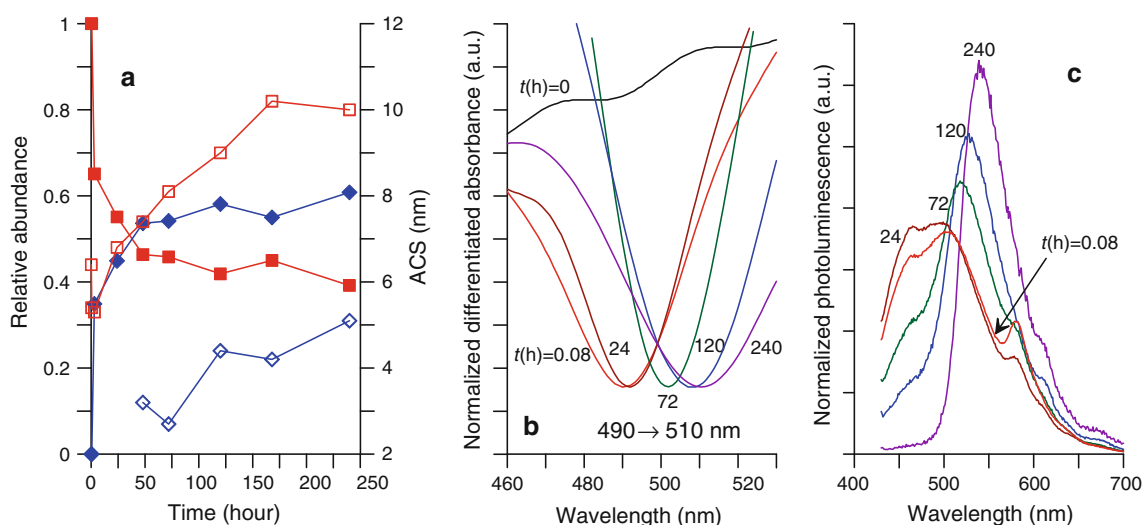 a
Relative abundance
1
0.8
0.6
0.4
0.2
0
12
10
8
6
4
2
ACS (nm)
0 50 100 150 200 250
Time (hour)
b
Normalized differentiated absorbance (a.u.)
t(h)=0
t(h)=0.08
24
72
120
240
490→510 nm
460 480 500 520
Wavelength (nm)
c
Normalized photoluminescence (a.u.)
240
120
72
24
t(h)=0.08
400 500 600 700
Wavelength (nm)